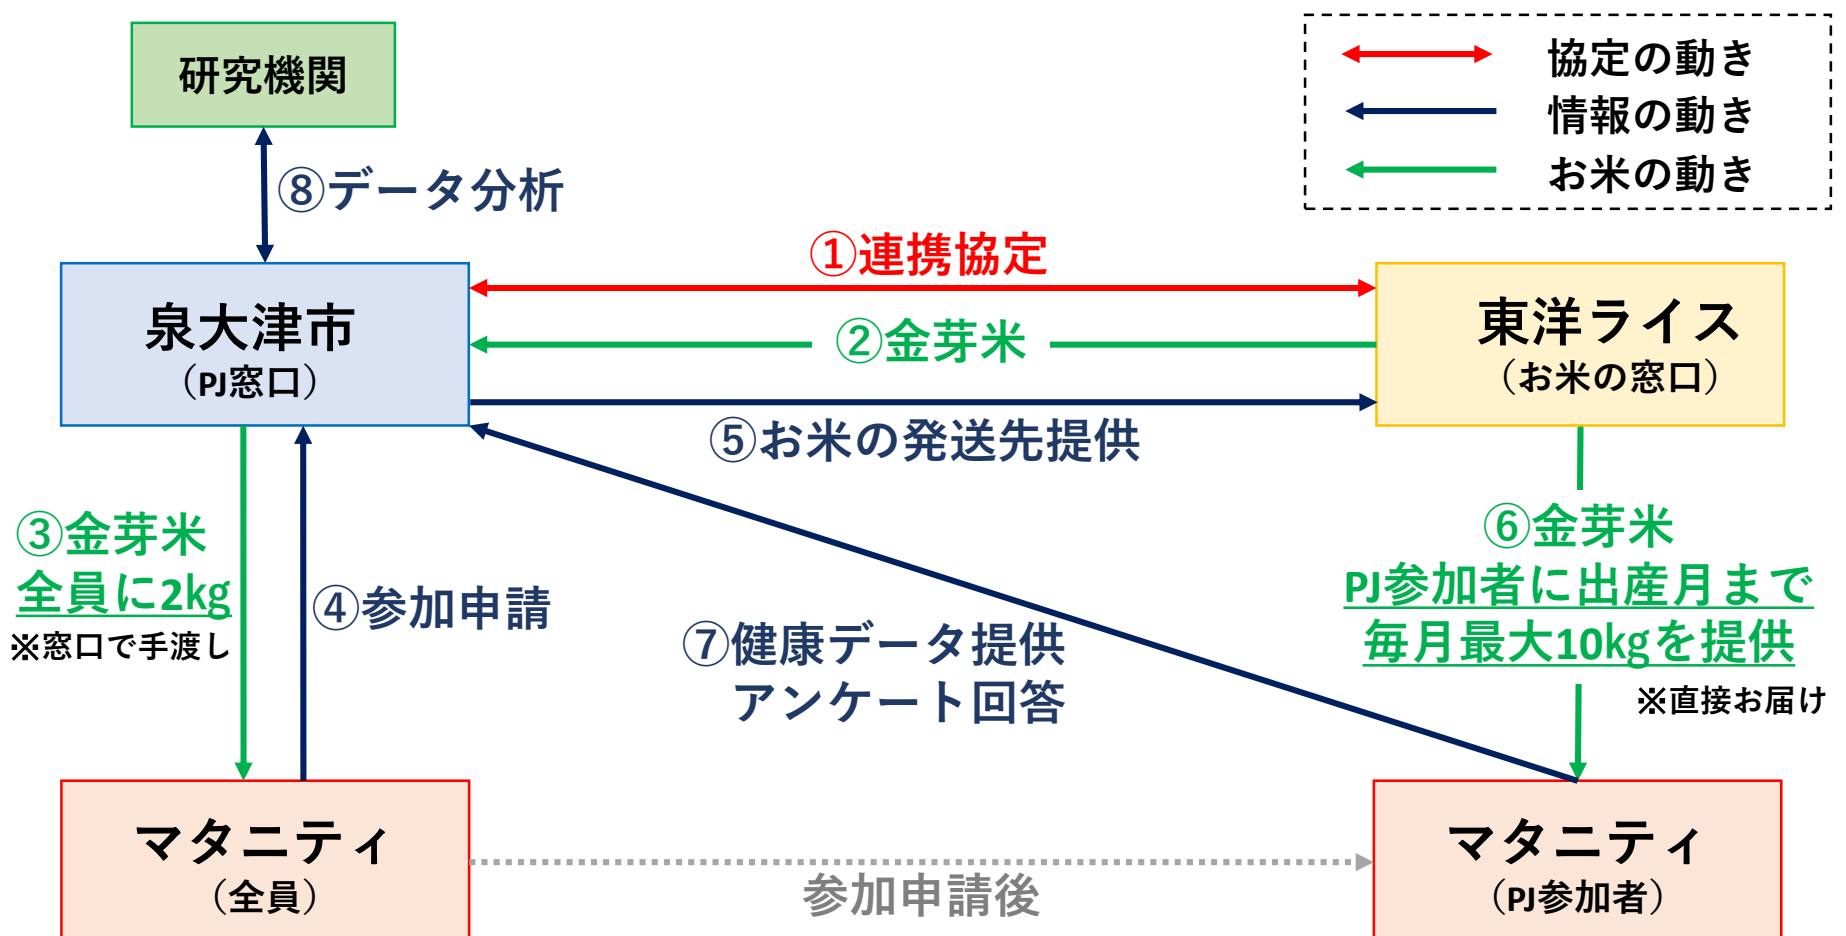 研究機関
協定の動き
情報の動き
お米の動き
⑧データ分析
①連携協定
泉大津市
（PJ窓口）
②金芽米
東洋ライス
（お米の窓口）
⑤お米の発送先提供
③金芽米
全員に2kg
※窓口で手渡し
④参加申請
⑥金芽米
PJ参加者に出産月まで
毎月最大10kgを提供
※直接お届け
⑦健康データ提供
アンケート回答
マタニティ
（全員）
参加申請後
マタニティ
（PJ参加者）